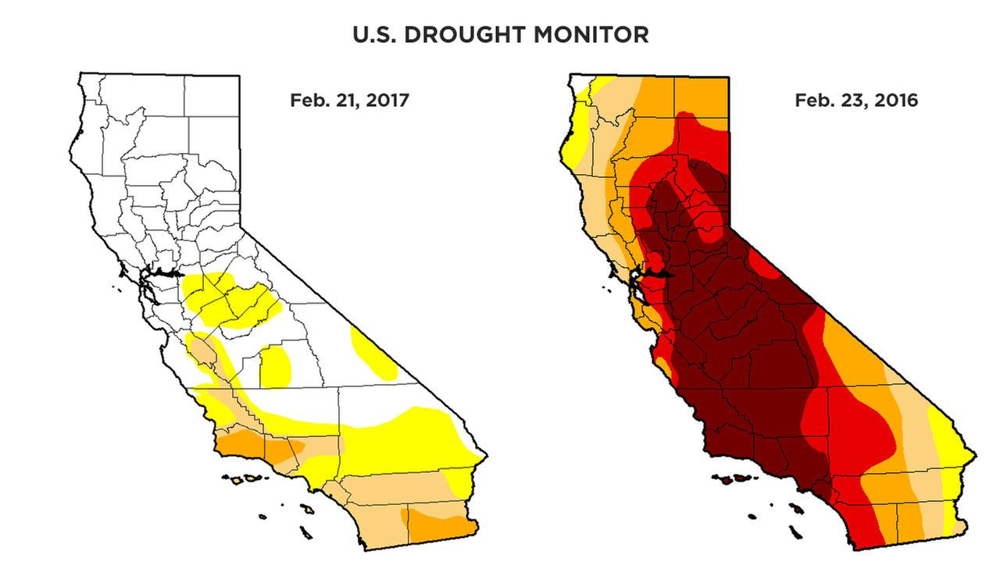 U.S. DROUGHT MONITOR
Feb. 21, 2017
Feb. 23, 2016